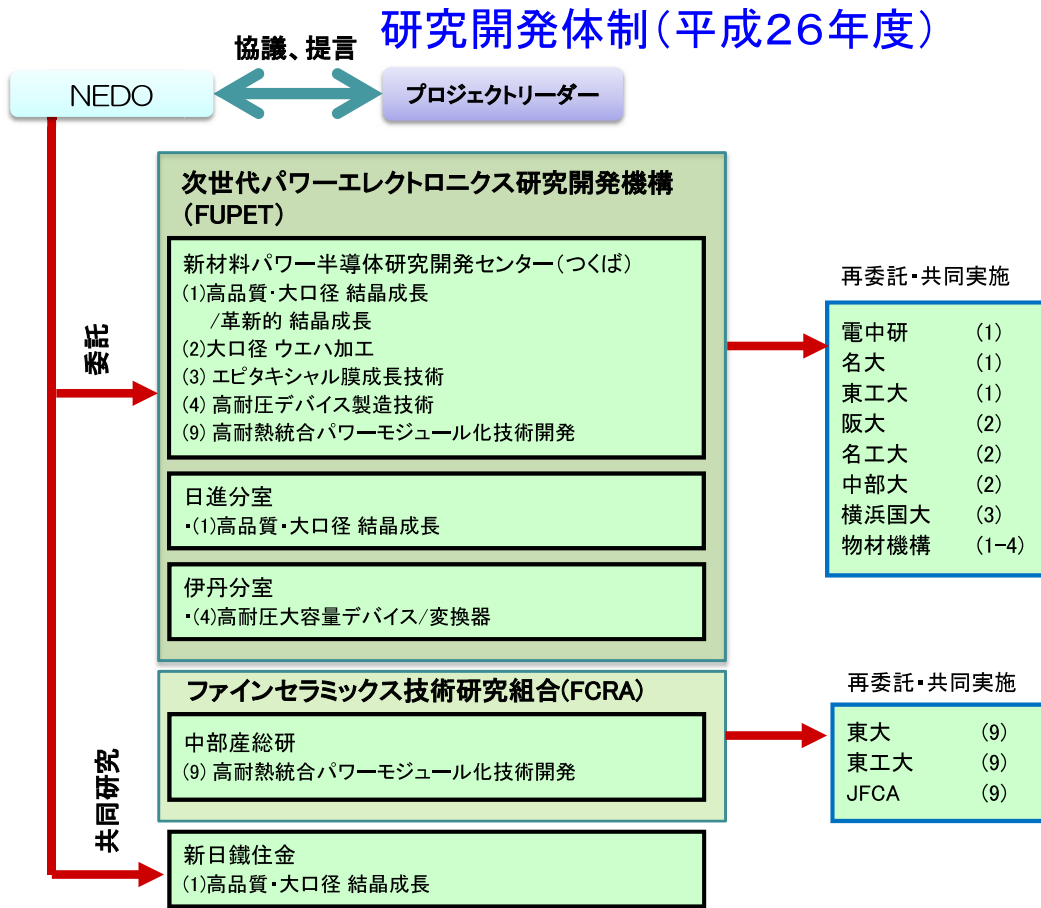 研究開発体制（平成２６年度）
協議、提言
NEDO
プロジェクトリーダー
次世代パワーエレクトロニクス研究開発機構
（FUPET）
新材料パワー半導体研究開発センター（つくば）
(1)高品質・大口径 結晶成長
/革新的 結晶成長
(2)大口径 ウエハ加工
(3) エピタキシャル膜成長技術
(4) 高耐圧デバイス製造技術
(9) 高耐熱統合パワーモジュール化技術開発
日進分室
・(1)高品質・大口径 結晶成長
伊丹分室
・(4)高耐圧大容量デバイス/変換器
委託
再委託・共同実施
電中研 (1)
名大 (1)
東工大 (1)
阪大 (2)
名工大 (2)
中部大 (2)
横浜国大 (3)
物材機構 (1-4)
ファインセラミックス技術研究組合(FCRA)
中部産総研
(9) 高耐熱統合パワーモジュール化技術開発
再委託・共同実施
東大 (9)
東工大 (9)
JFCA (9)
共同研究
新日鐵住金
(1)高品質・大口径 結晶成長